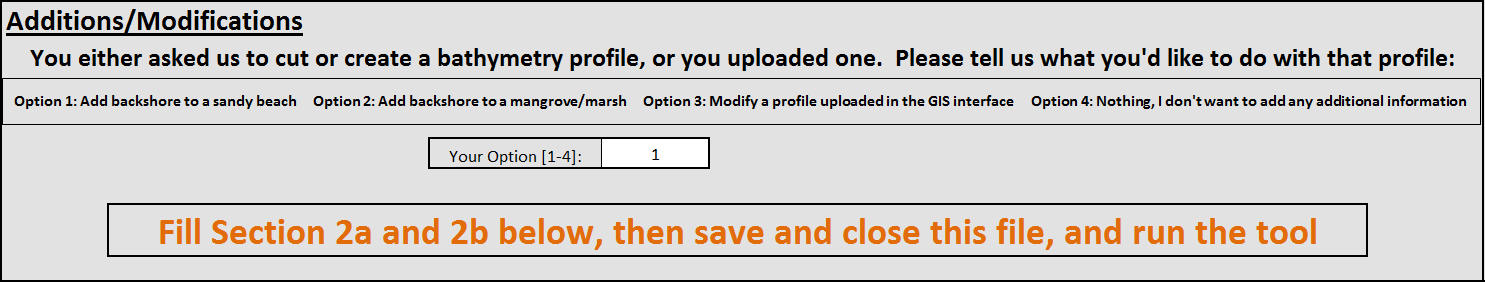 Additions/Modifications
You either asked us to cut or create a bathymetry profile, or you uploaded one.  Please tell us what you'd like to do with that profile:
Option 1: Add backshore to a sandy beach    Option 2: Add backshore to a mangrove/marsh    Option 3: Modify a profile uploaded in the GIS interface    Option 4: Nothing, I don't want to add any additional information
Your Option [1-4]:    1
Fill Section 2a and 2b below, then save and close this file, and run the tool